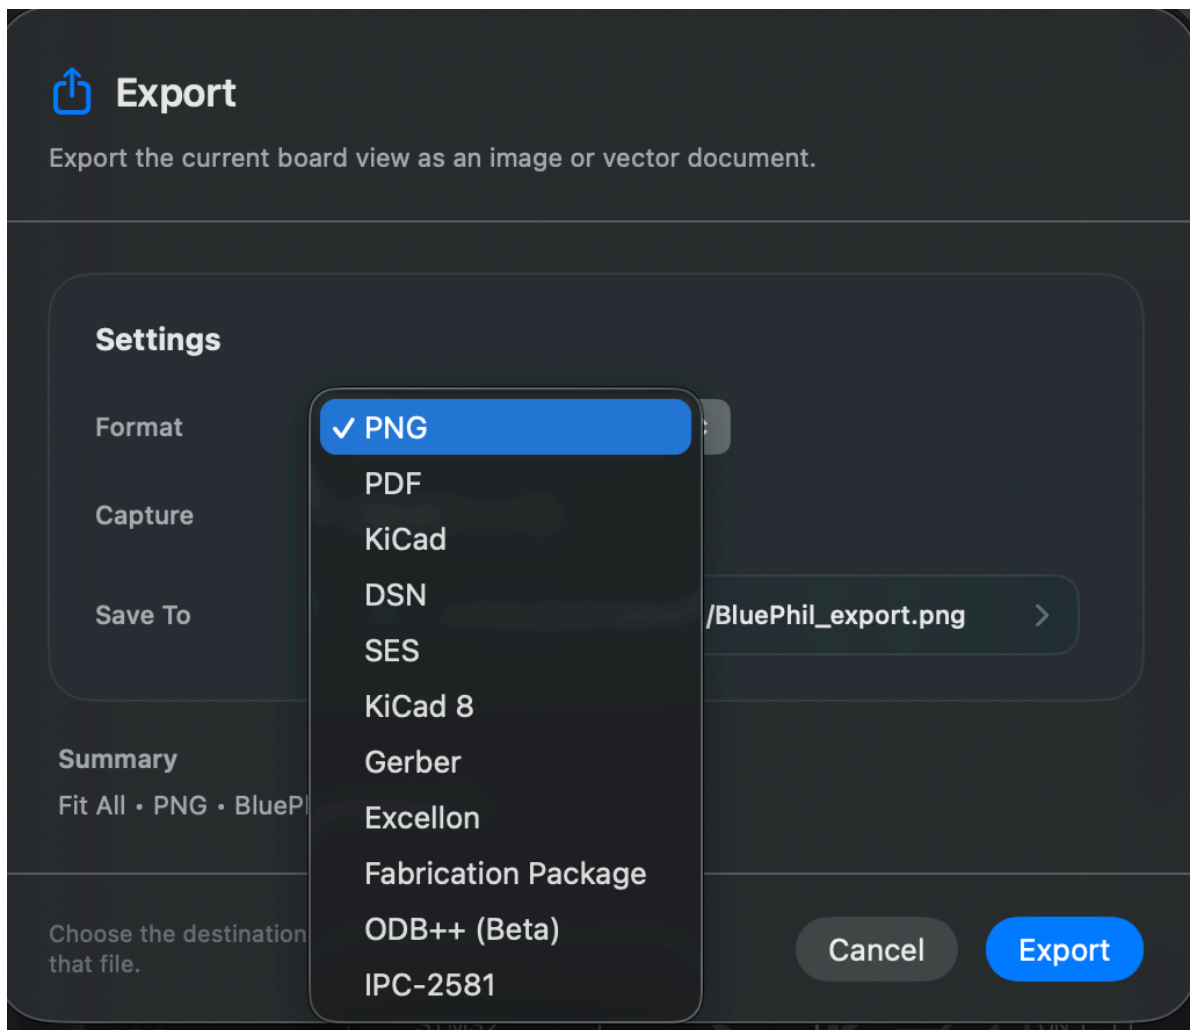 Export
Export the current board view as an image or vector document.
Settings
Format
✓ PNG
PDF
KiCad
DSN
SES
KiCad 8
Gerber
Excellon
Fabrication Package
ODB++ (Beta)
IPC-2581
Capture
Save To
/BluePhil_export.png
Summary
Fit All • PNG •
Choose the destination
that file.
Cancel
Export